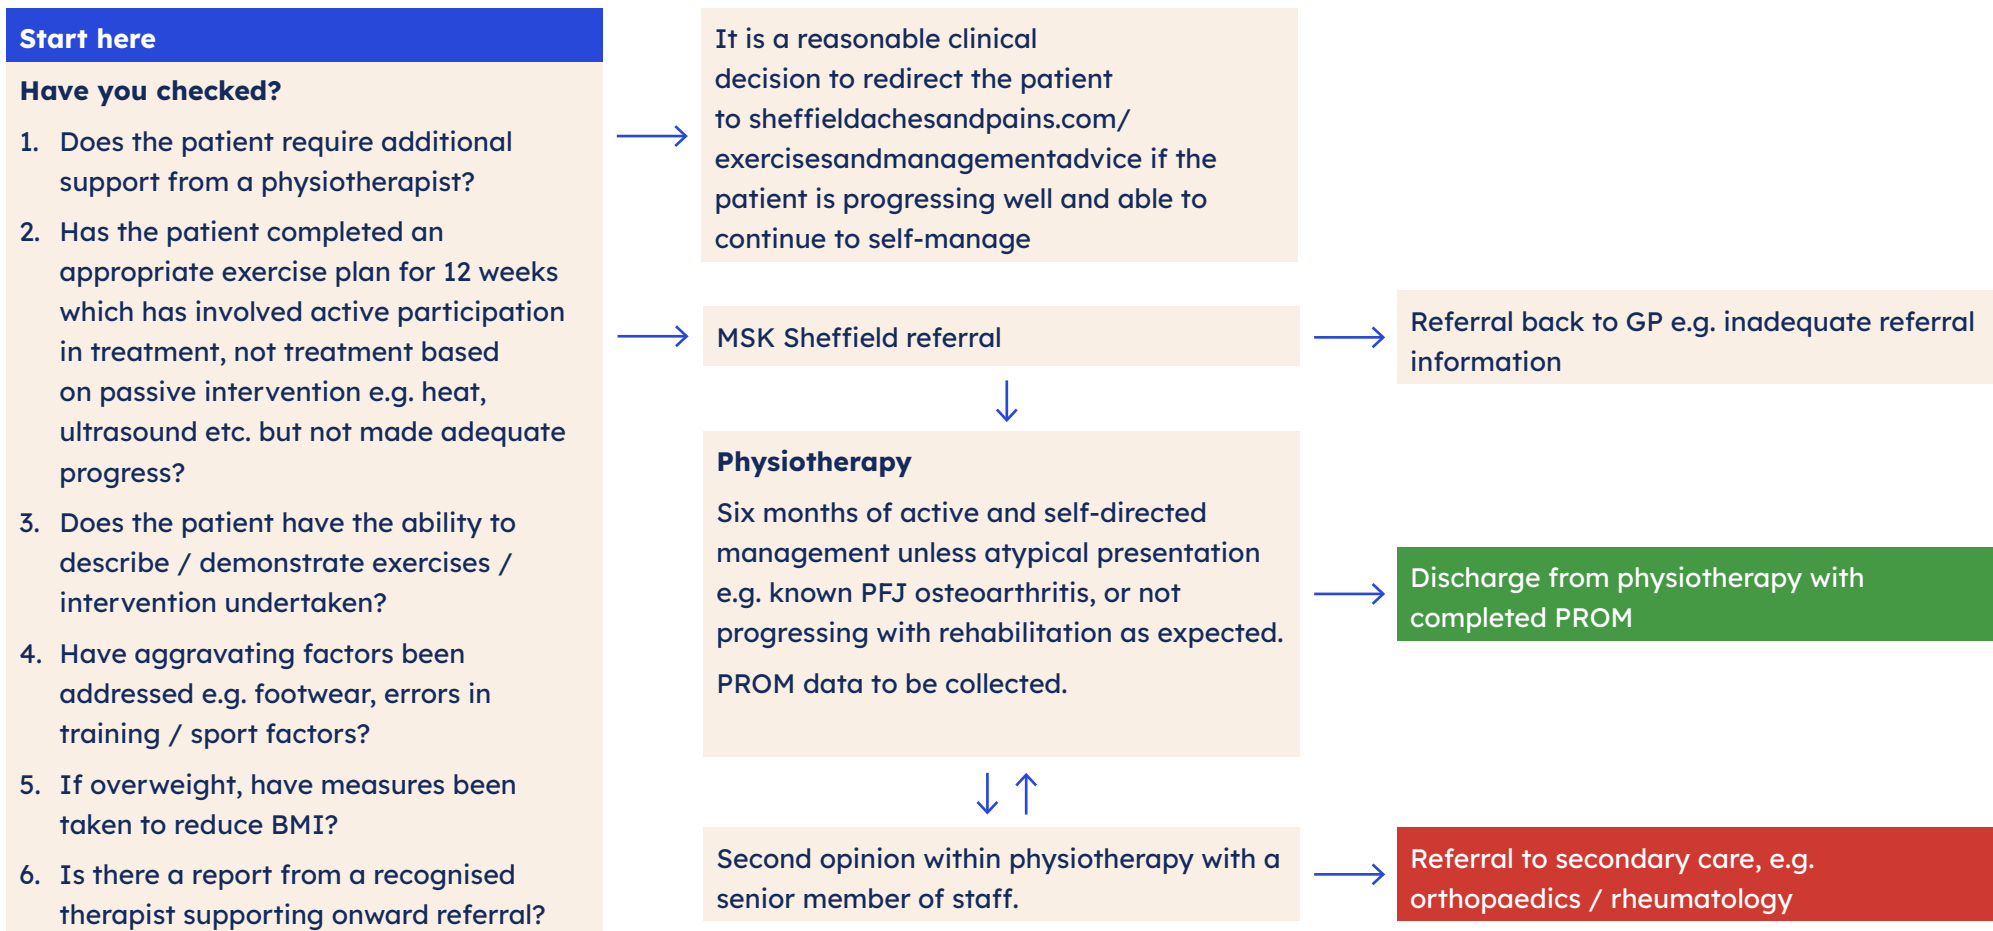 Start here
Have you checked?
1. Does the patient require additional
support from a physiotherapist?
2. Has the patient completed an
appropriate exercise plan for 12 weeks
which has involved active participation
in treatment, not treatment based
on passive intervention e.g. heat,
ultrasound etc. but not made adequate
progress?
3. Does the patient have the ability to
describe / demonstrate exercises /
intervention undertaken?
4. Have aggravating factors been
addressed e.g. footwear, errors in
training / sport factors?
5. If overweight, have measures been
taken to reduce BMI?
6. Is there a report from a recognised
therapist supporting onward referral?
It is a reasonable clinical
decision to redirect the patient
to sheffieldachesandpains.com/
exercisesandmanagementadvice if the
patient is progressing well and able to
continue to self-manage
MSK Sheffield referral
Referral back to GP e.g. inadequate referral
information
Physiotherapy
Six months of active and self-directed
management unless atypical presentation
e.g. known PFJ osteoarthritis, or not
progressing with rehabilitation as expected.
PROM data to be collected.
Discharge from physiotherapy with
completed PROM
Second opinion within physiotherapy with a
senior member of staff.
Referral to secondary care, e.g.
orthopaedics / rheumatology